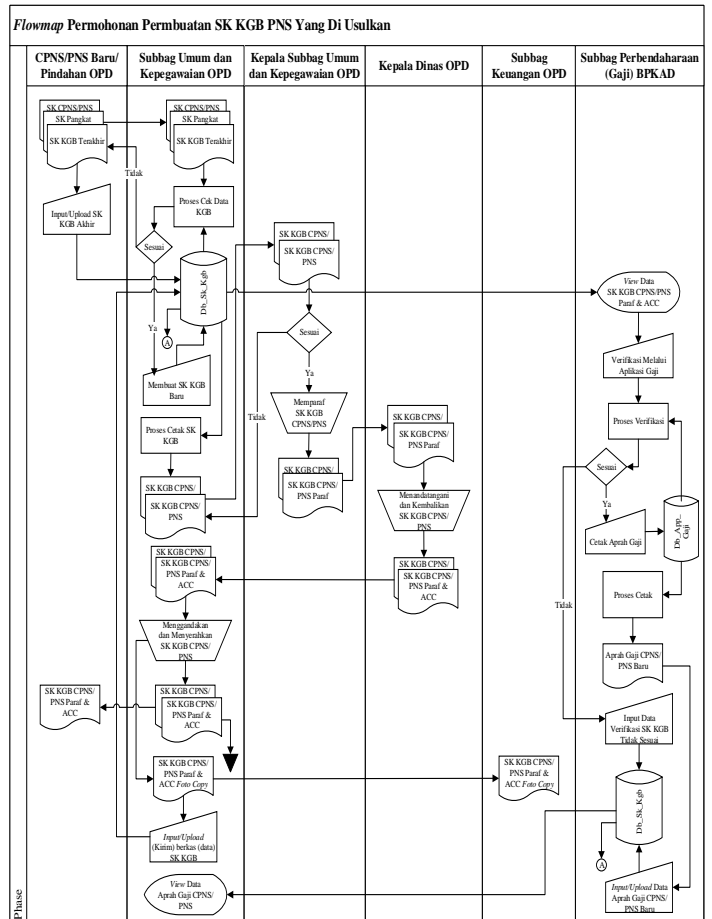 Flowmap Permohonan Permbuatan SK KGB PNS Yang Di Usulkan
CPNS/PNS Baru/
Pindahan OPD
Subbag Umum dan
Kepegawaian OPD
Kepala Subbag Umum
dan Kepegawaian OPD
Kepala Dinas OPD
Subbag
Keuangan OPD
Subbag Perbendaharaan
(Gaji) BPKAD
SK CPNS/PNS
SK Pangkat
SK KGB Terakhir
SK CPNS/PNS
SK Pangkat
SK KGB Terakhir
Tidak
Input/Upload SK
KGB Akhir
Proses Cek Data
KGB
Sesuai
Ya
Db_Sk_Kgb
A
Membuat SK KGB
Baru
Proses Cetak SK
KGB
SK KGB CPNS/
SK KGB CPNS/
PNS
SK KGB CPNS/
SK KGB CPNS/
PNS
Sesuai
Ya
Tidak
Memparaf
SK KGB
CPNS/PNS
SK KGB CPNS/
SK KGB CPNS/
PNS Paraf
SK KGB CPNS/
SK KGB CPNS/
PNS Paraf
Menandatangani
dan Kembalikan
SK KGB CPNS/
PNS
SK KGB CPNS/
SK KGB CPNS/
PNS Paraf &
ACC
View Data
SK KGB CPNS/PNS
Paraf & ACC
Verifikasi Melalui
Aplikasi Gaji
Proses Verifikasi
Sesuai
Ya
Cetak Aprah Gaji
Db_App_
Gaji
Tidak
Proses Cetak
Aprah Gaji CPNS/
PNS Baru
Input Data
Verifikasi SK KGB
Tidak Sesuai
Db_Sk_Kgb
A
Input/Upload Data
Aprah Gaji CPNS/
PNS Baru
SK KGB CPNS/
SK KGB CPNS/
PNS Paraf &
ACC
Menggandakan
dan Menyerahkan
SK KGB CPNS/
PNS
SK KGB CPNS/
PNS Paraf &
ACC
SK KGB CPNS/
SK KGB CPNS/
PNS Paraf &
ACC
SK KGB CPNS/
PNS Paraf &
ACC Foto Copy
SK KGB CPNS/
PNS Paraf &
ACC Foto Copy
Input/Upload
(Kirim) berkas (data)
SK KGB
View Data
Aprah Gaji CPNS/
PNS
Phase